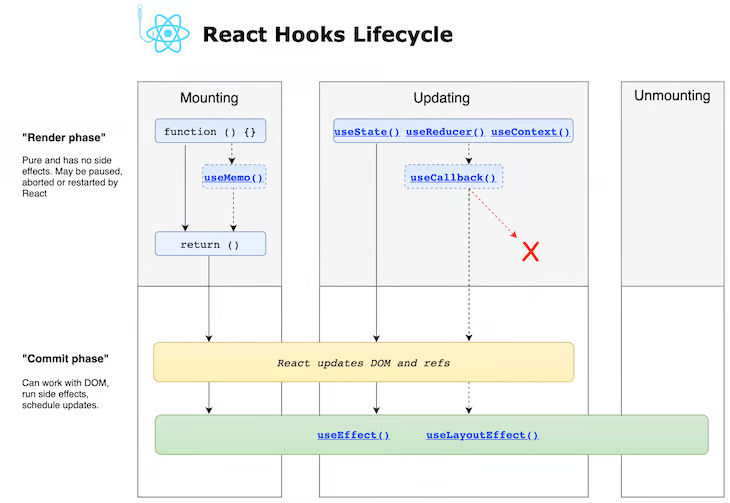 React Hooks Lifecycle
Mounting
Updating
Unmounting
"Render phase"
Pure and has no side
effects. May be paused,
aborted or restarted by
React
function () {}
useMemo()
return ()
useState() useReducer() useContext()
useCallback()
"Commit phase"
Can work with DOM,
run side effects,
schedule updates.
React updates DOM and refs
useEffect() useLayoutEffect()